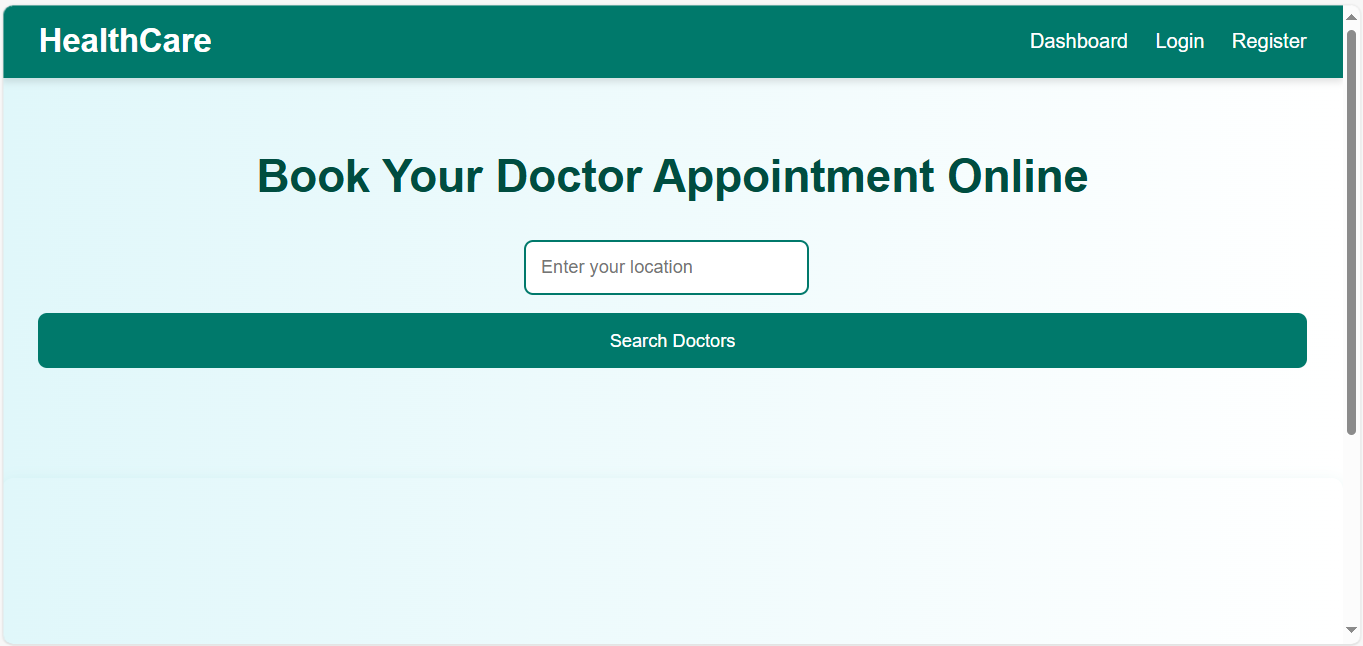 HealthCare
Dashboard Login Register
Book Your Doctor Appointment Online
Enter your location
Search Doctors